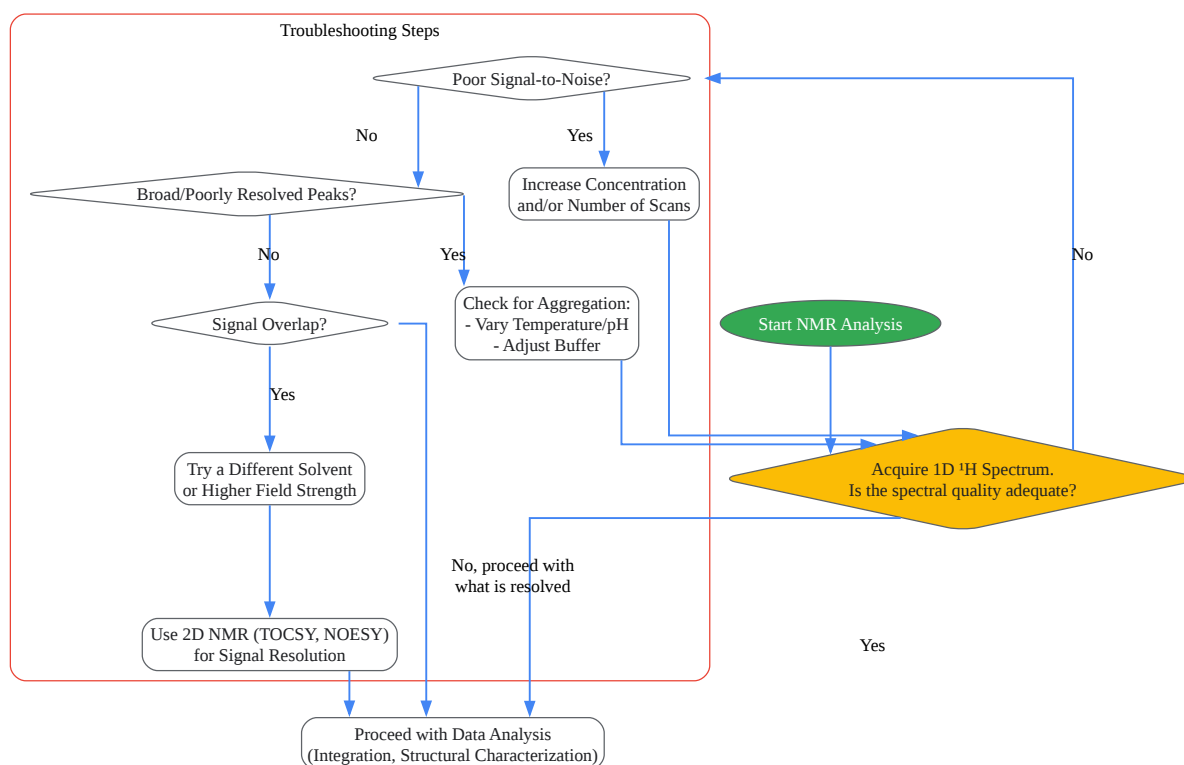 Troubleshooting Steps
Poor Signal-to-Noise?
No
Yes
Broad/Poorly Resolved Peaks?
Increase Concentration
and/or Number of Scans
No
Yes
No
Signal Overlap?
Check for Aggregation:
- Vary Temperature/pH
- Adjust Buffer
Start NMR Analysis
Yes
Try a Different Solvent
or Higher Field Strength
Acquire 1D ¹H Spectrum.
Is the spectral quality adequate?
No, proceed with
what is resolved
Use 2D NMR (TOCSY, NOESY)
for Signal Resolution
Yes
Proceed with Data Analysis
(Integration, Structural Characterization)